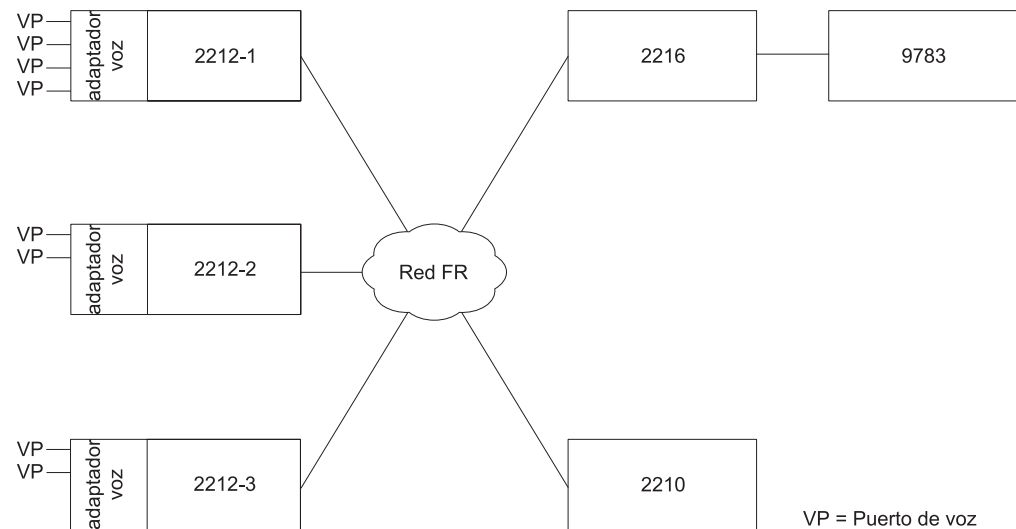 VP
VP
VP
VP
adaptador
voz
2212-1
2216
9783
VP
VP
adaptador
voz
2212-2
Red FR
VP
VP
adaptador
voz
2212-3
2210
VP = Puerto de voz